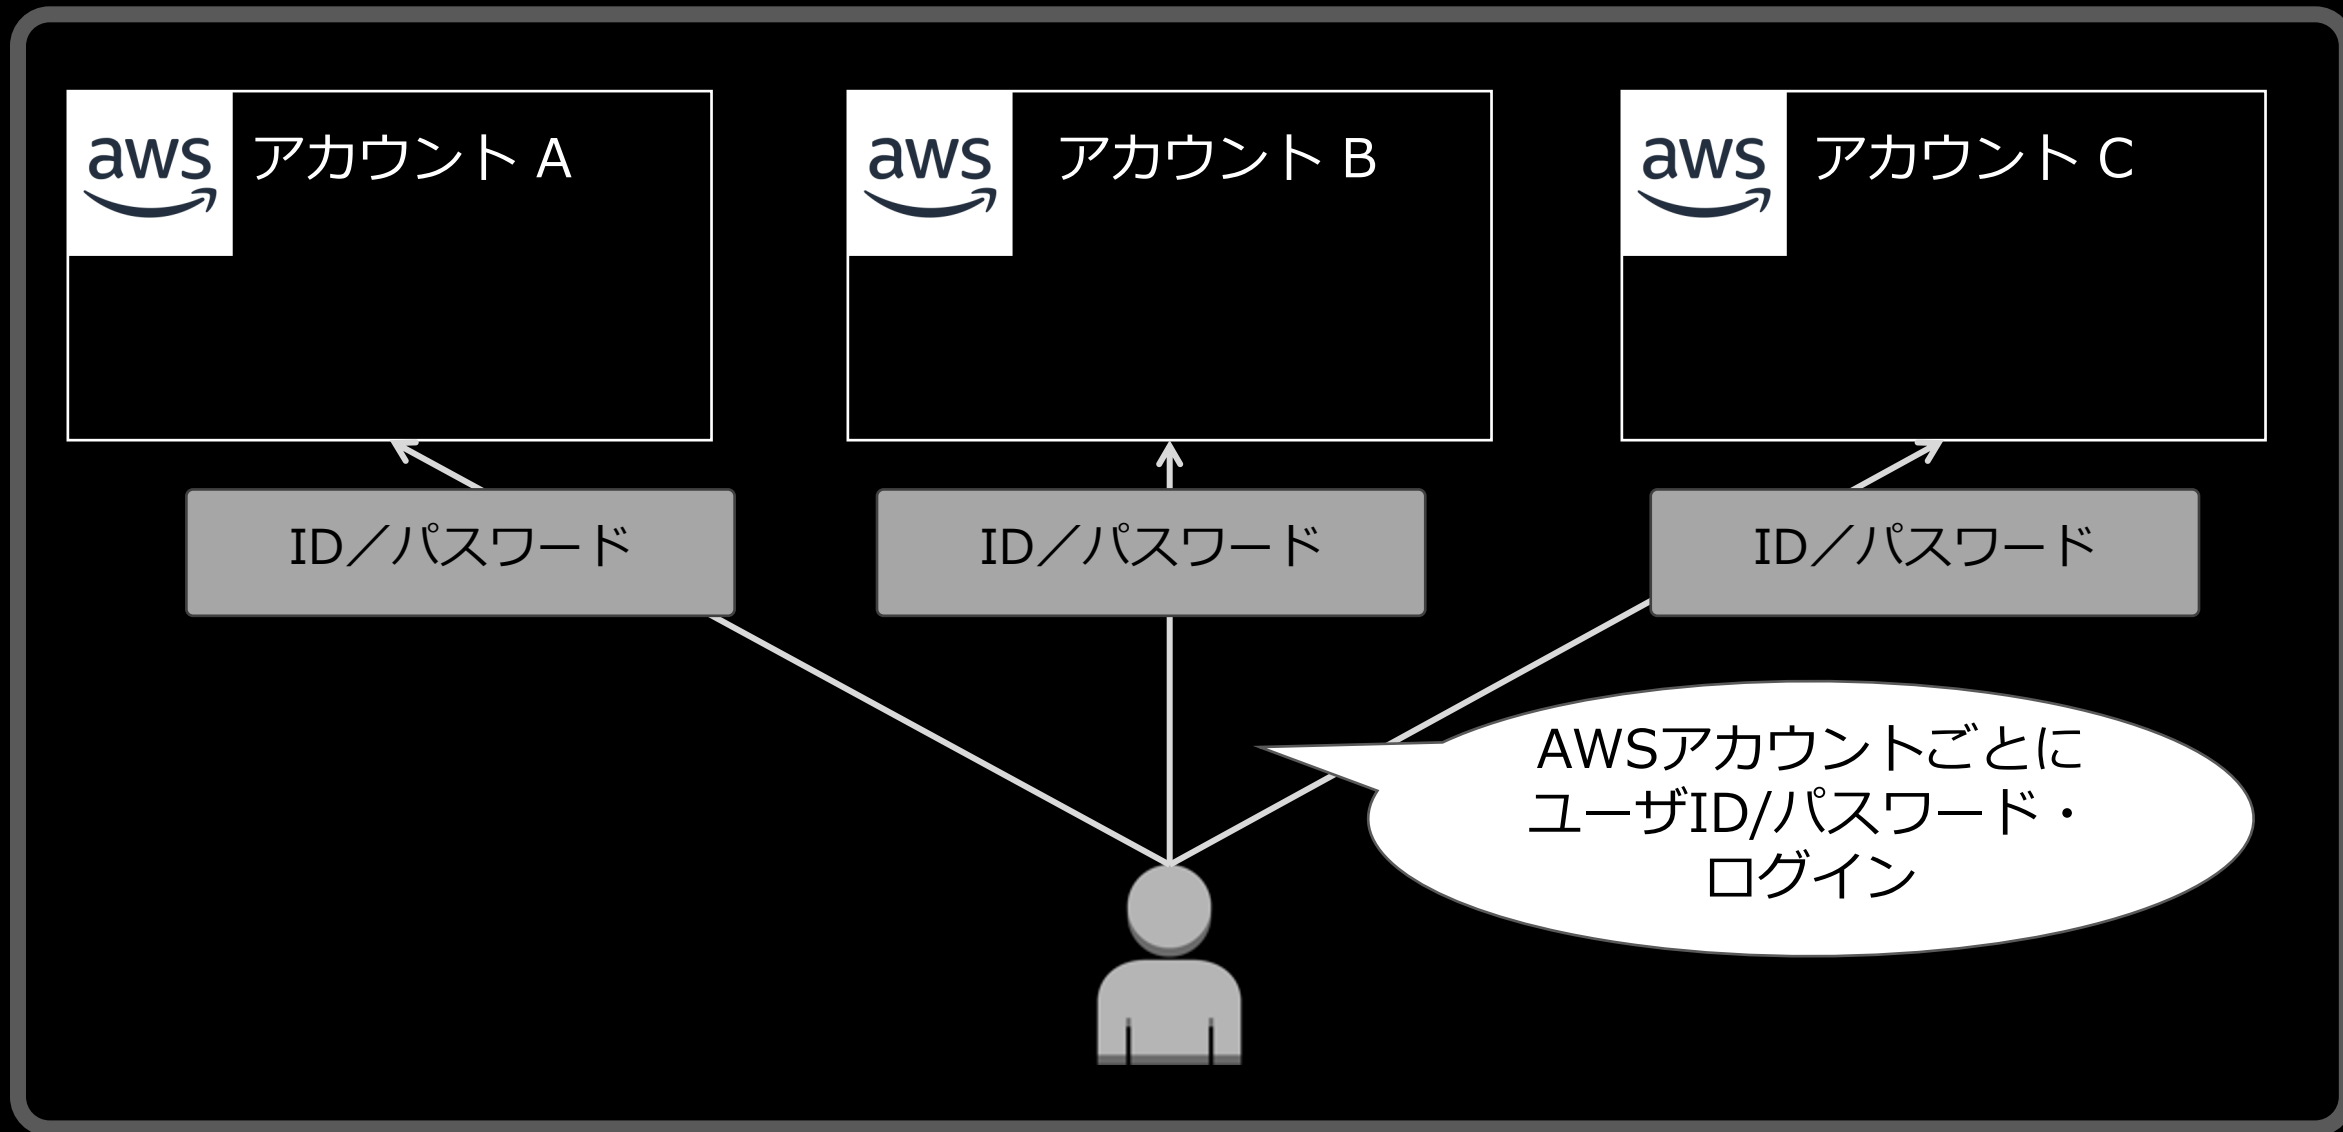 aws アカウント A
aws アカウント B
aws アカウント C
ID／パスワード
ID／パスワード
ID／パスワード
AWSアカウントごとに
ユーザID/パスワード・
ログイン